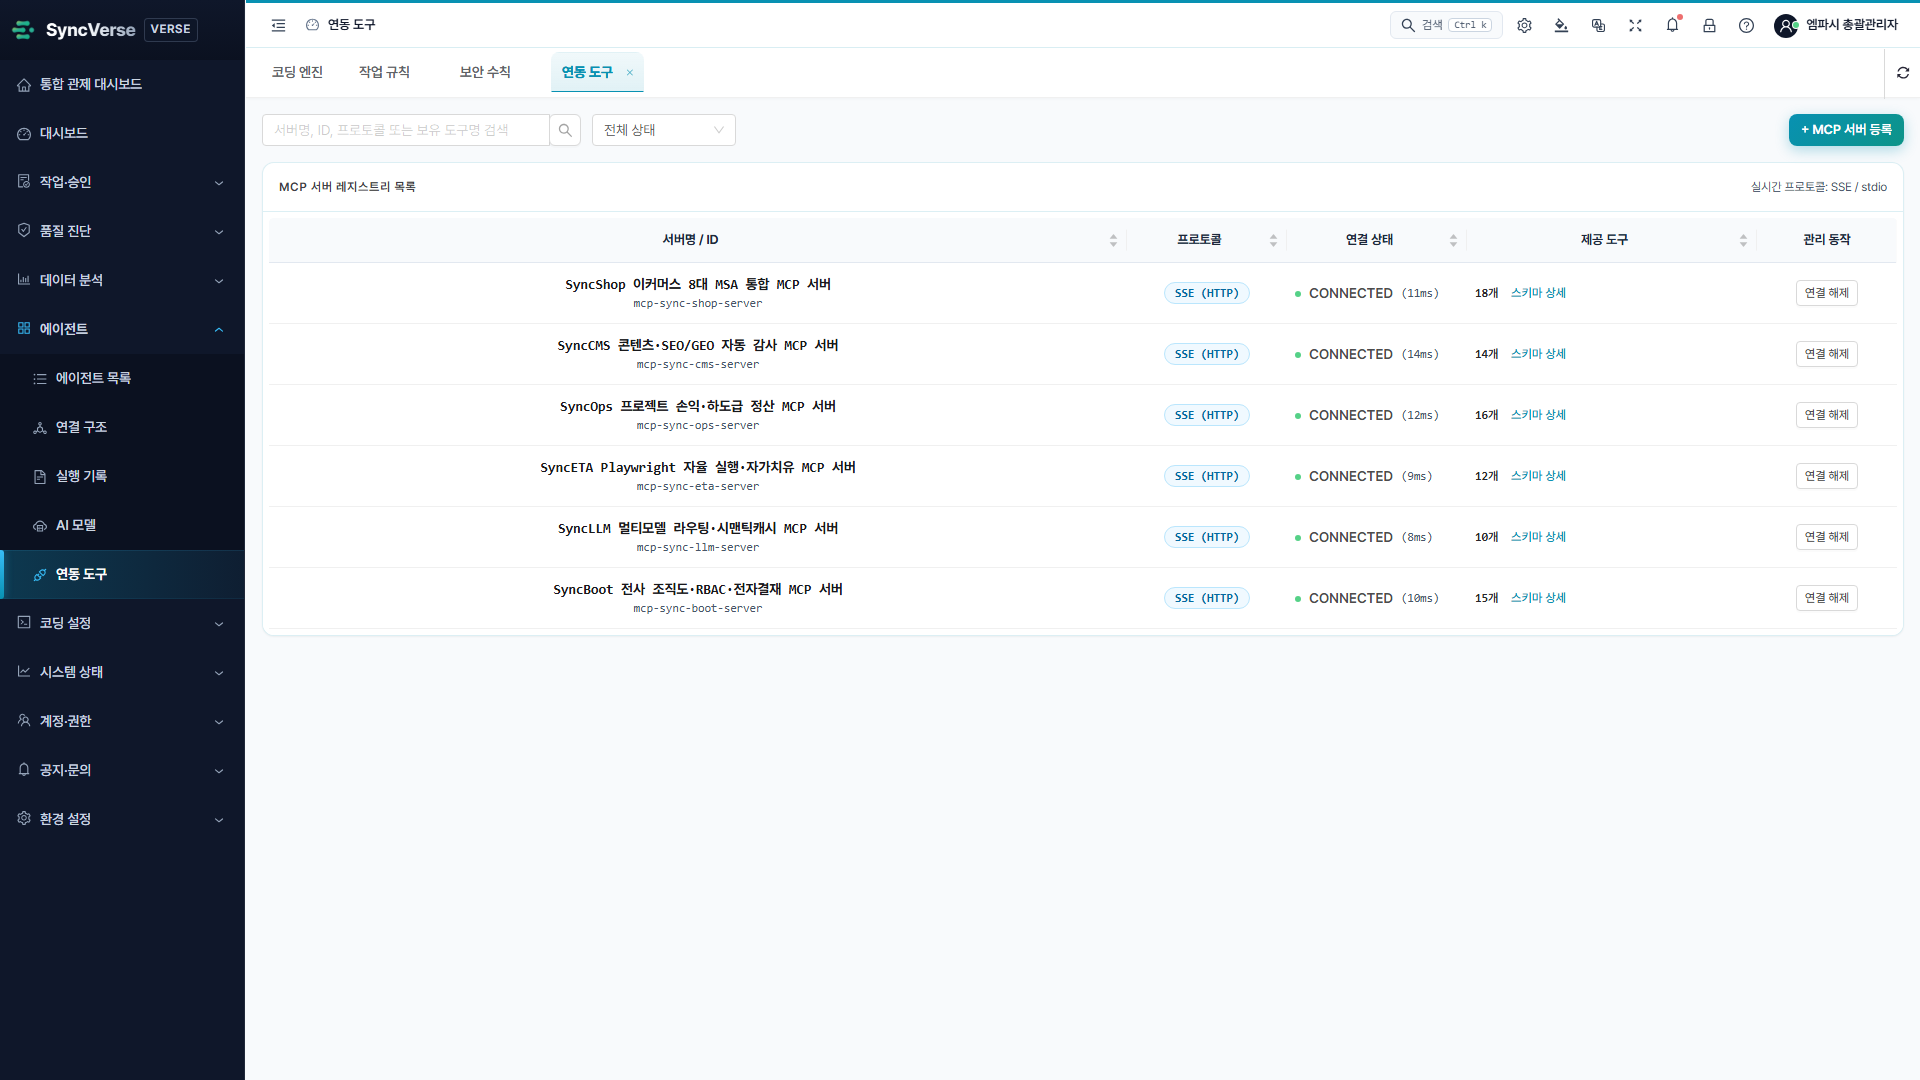 SyncVerse VERSE
통합 관제 대시보드
대시보드
작업·승인
품질 진단
데이터 분석
에이전트
에이전트 목록
연결 구조
실행 기록
AI 모델
연동 도구
코딩 설정
시스템 상태
계정·권한
공지·문의
환경 설정
연동 도구
검색 Ctrl k
엠파시 총괄관리자
코딩 엔진 작업 규칙 보안 수칙 연동 도구 ×
서버명, ID, 프로토콜 또는 보유 도구명 검색
전체 상태
+ MCP 서버 등록
MCP 서버 레지스트리 목록
실시간 프로토콜: SSE / stdio
서버명 / ID 프로토콜 연결 상태 제공 도구 관리 동작
SyncShop 이커머스 8대 MSA 통합 MCP 서버
mcp-sync-shop-server
SSE (HTTP) CONNECTED (11ms) 18개 스키마 상세 연결 해제
SyncCMS 콘텐츠·SEO/GEO 자동 감사 MCP 서버
mcp-sync-cms-server
SSE (HTTP) CONNECTED (14ms) 14개 스키마 상세 연결 해제
SyncOps 프로젝트 손익·하도급 정산 MCP 서버
mcp-sync-ops-server
SSE (HTTP) CONNECTED (12ms) 16개 스키마 상세 연결 해제
SyncETA Playwright 자율 실행·자가치유 MCP 서버
mcp-sync-eta-server
SSE (HTTP) CONNECTED (9ms) 12개 스키마 상세 연결 해제
SyncLLM 멀티모델 라우팅·시맨틱캐시 MCP 서버
mcp-sync-llm-server
SSE (HTTP) CONNECTED (8ms) 10개 스키마 상세 연결 해제
SyncBoot 전사 조직도·RBAC·전자결재 MCP 서버
mcp-sync-boot-server
SSE (HTTP) CONNECTED (10ms) 15개 스키마 상세 연결 해제